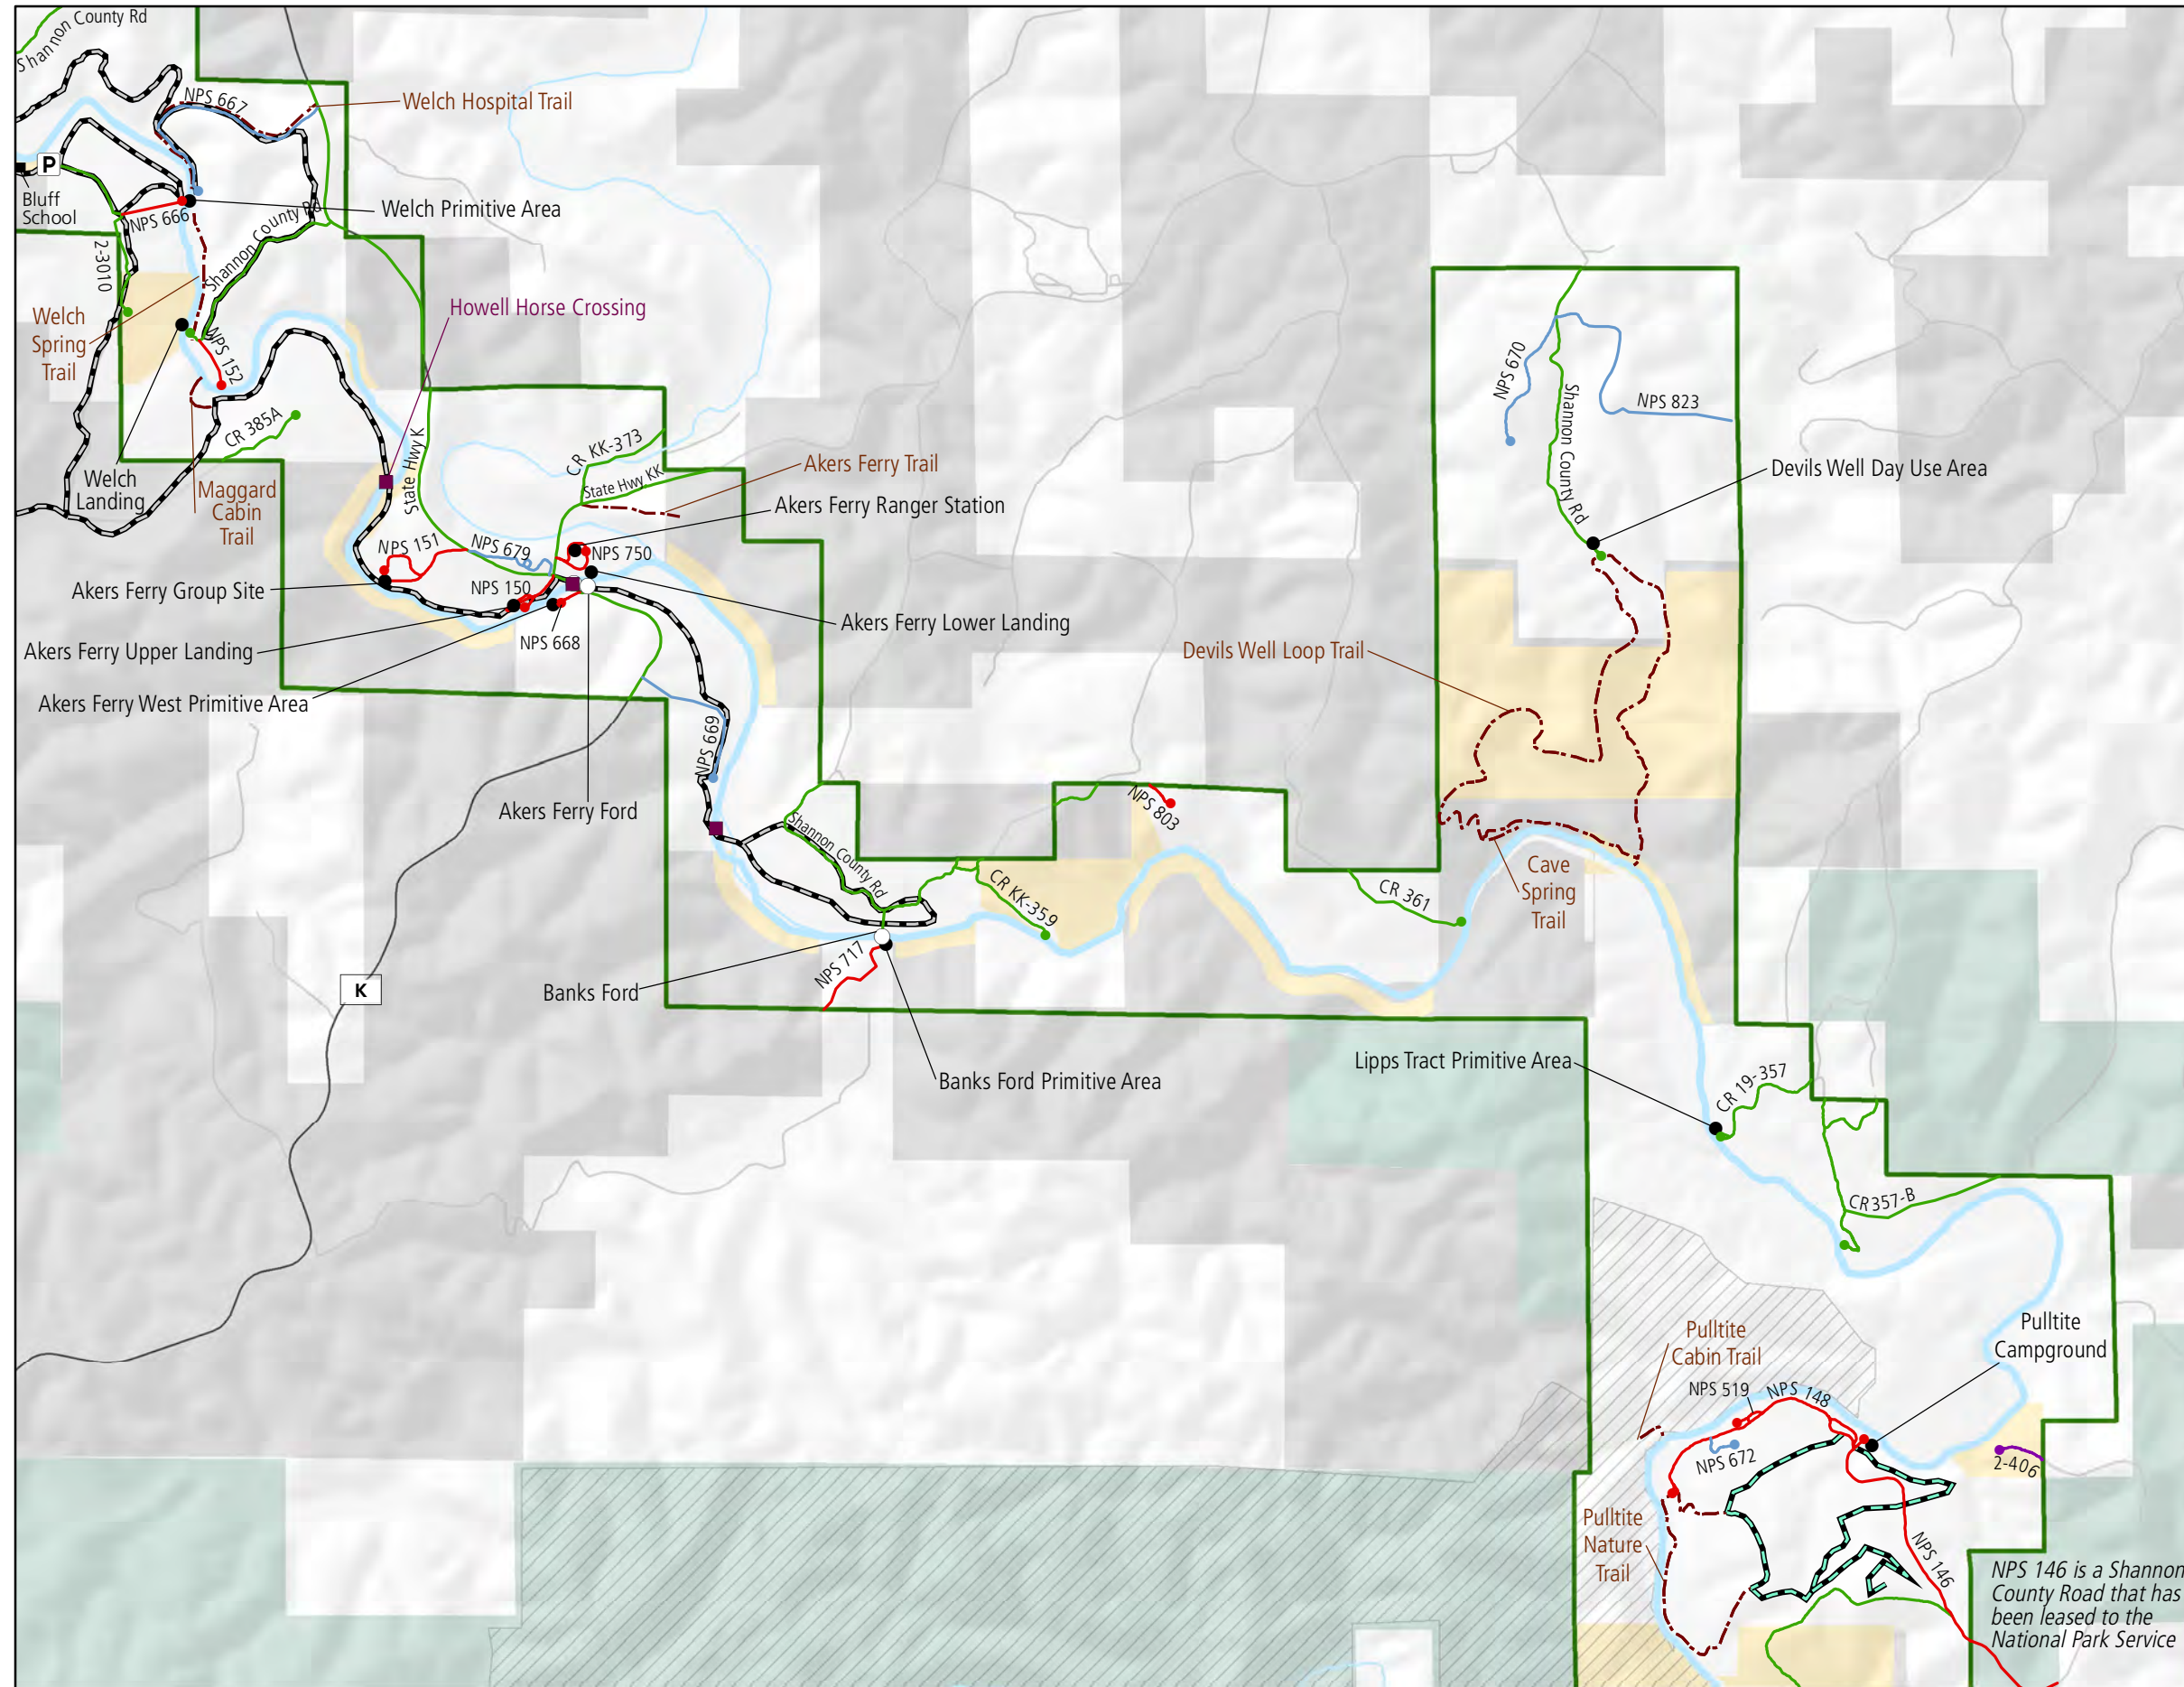 Shannon County Rd
NPS 667
Welch Hospital Trail
P
Bluff
School
NPS 666
Welch Primitive Area
2-3010
Shannon County Rd
Howell Horse Crossing
Welch
Spring
Trail
NPS 152
CR 385A
State Hwy K
CR KK-373
State Hwy KK
Akers Ferry Trail
Akers Ferry Ranger Station
Welch
Landing
Maggard
Cabin
Trail
NPS 151
NPS 679
NPS 750
Akers Ferry Group Site
NPS 150
Akers Ferry Lower Landing
NPS 668
Akers Ferry Upper Landing
Akers Ferry West Primitive Area
NPS 669
Akers Ferry Ford
NPS 670
Shannon County Rd
NPS 823
Devils Well Day Use Area
Devils Well Loop Trail
NPS 803
Shannon County Rd
CR KK-359
CR 361
Cave
Spring
Trail
NPS 717
K
Banks Ford
Banks Ford Primitive Area
Lipps Tract Primitive Area
CR 19-357
CR357-B
Pulltite
Campground
Pulltite
Cabin Trail
NPS 519
NPS 148
NPS 672
2-406
Pulltite
Nature
Trail
NPS 146
NPS 146 is a Shannon
County Road that has
been leased to the
National Park Service